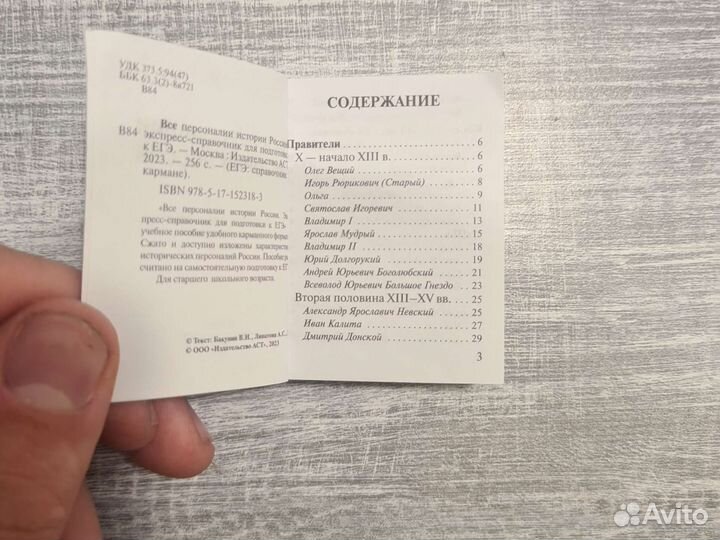 УДК 373.5:94(47)
ББК 63.3(2)-8я721
В84
Все персоналии истории России
В84 экспресс-справочник для подготов
к ЕГЭ. — Москва : Издательство АСТ
2023. — 256 с. — (ЕГЭ: справочник
кармане).
ISBN 978-5-17-152318-3
«Все персоналии истории России. Эк
пресс-справочник для подготовки к ЕГЭ»
учебное пособие удобного карманного форма
Сжато и доступно изложены характерист
исторических персоналий России. Пособие ра
считано на самостоятельную подготовку к ЕГ
Для старшего школьного возраста.
© Текст: Бакунин В.И., А.С.,
© ООО «Издательство АСТ», 2023
СОДЕРЖАНИЕ
Правители 6
X — начало XIII в. 6
Олег Вещий 6
Игорь Рюрикович (Старый) 8
Ольга 9
Святослав Игоревич 11
Владимир I 13
Ярослав Мудрый 15
Владимир II 18
Юрий Долгорукий 19
Андрей Юрьевич Боголюбский 21
Всеволод Юрьевич Большое Гнездо 23
Вторая половина XIII—XV вв. 25
Александр Ярославич Невский 25
Иван Калита 27
Дмитрий Донской 29
3
Avito